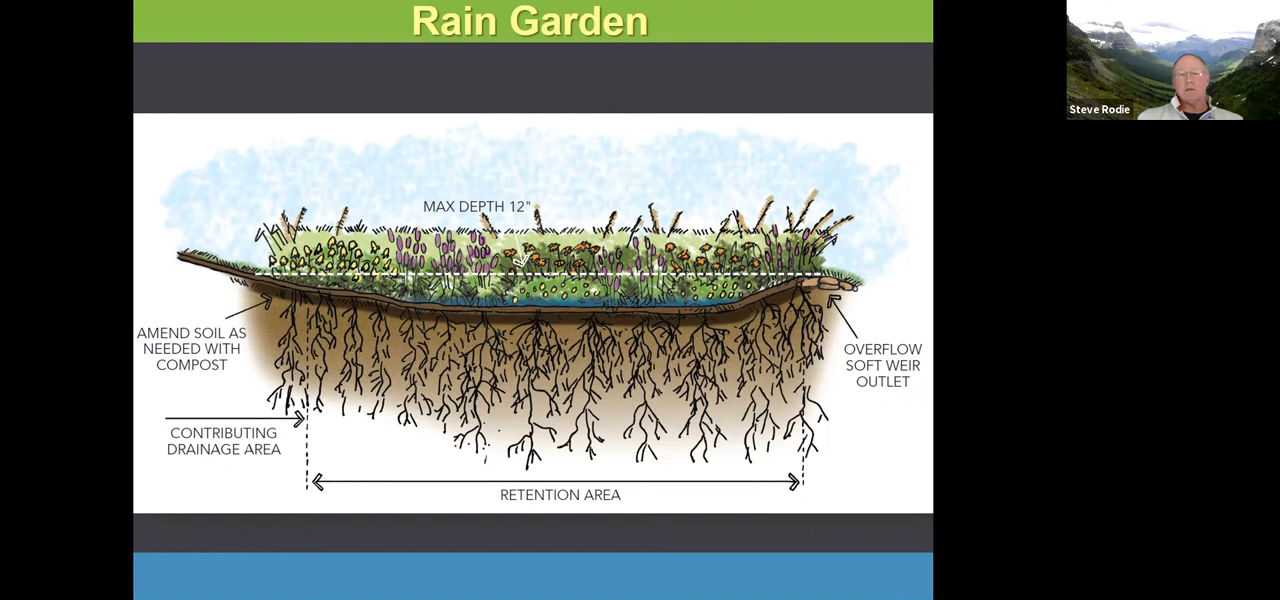 Rain Garden
Steve Rodie
MAX DEPTH 12"
AMEND SOIL AS
NEEDED WITH
COMPOST
OVERFLOW
SOFT WEIR
OUTLET
CONTRIBUTING
DRAINAGE AREA
RETENTION AREA